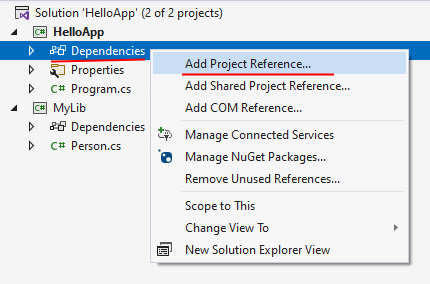 Solution 'HelloApp' (2 of 2 projects)
C# HelloApp
Dependencies
Properties
C# Program.cs
C# MyLib
Dependencies
C# Person.cs
Add Project Reference...
Add Shared Project Reference...
Add COM Reference...
Manage Connected Services
Manage NuGet Packages...
Remove Unused References...
Scope to This
Change View To
New Solution Explorer View